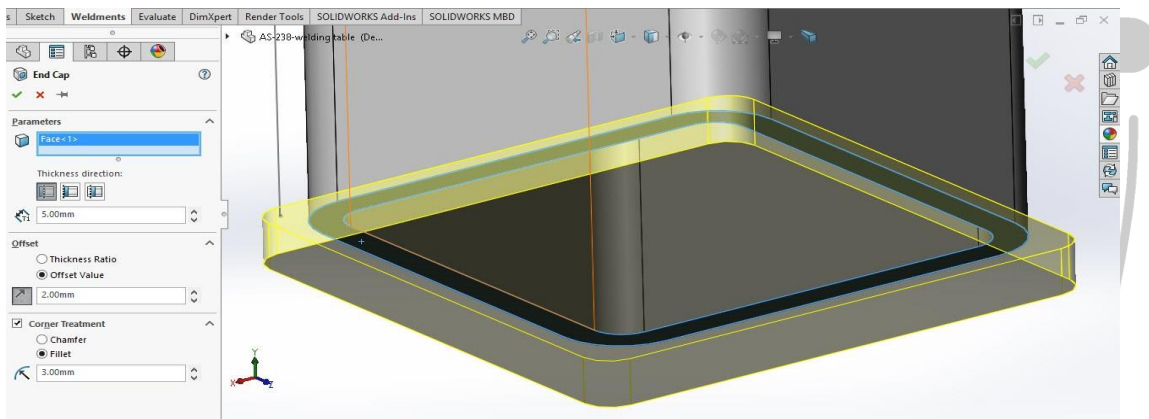 s Sketch Weldments Evaluate DimXpert Render Tools SOLIDWORKS Add-Ins SOLIDWORKS MBD
AS-238-welding table (De...
End Cap
Parameters
Face<1>
Thickness direction:
T1 5.00mm
Offset
Thickness Ratio
Offset Value
2.00mm
Corner Treatment
Chamfer
Fillet
3.00mm
Y
X Z